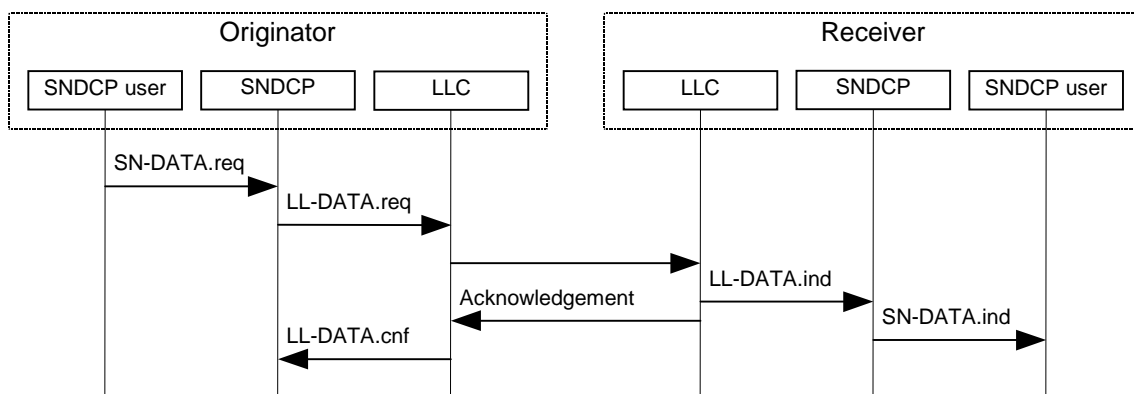 Originator
Receiver
SNDCP user
SNDCP
LLC
LLC
SNDCP
SNDCP user
SN-DATA.req
LL-DATA.req
LL-DATA.ind
Acknowledgement
SN-DATA.ind
LL-DATA.cnf